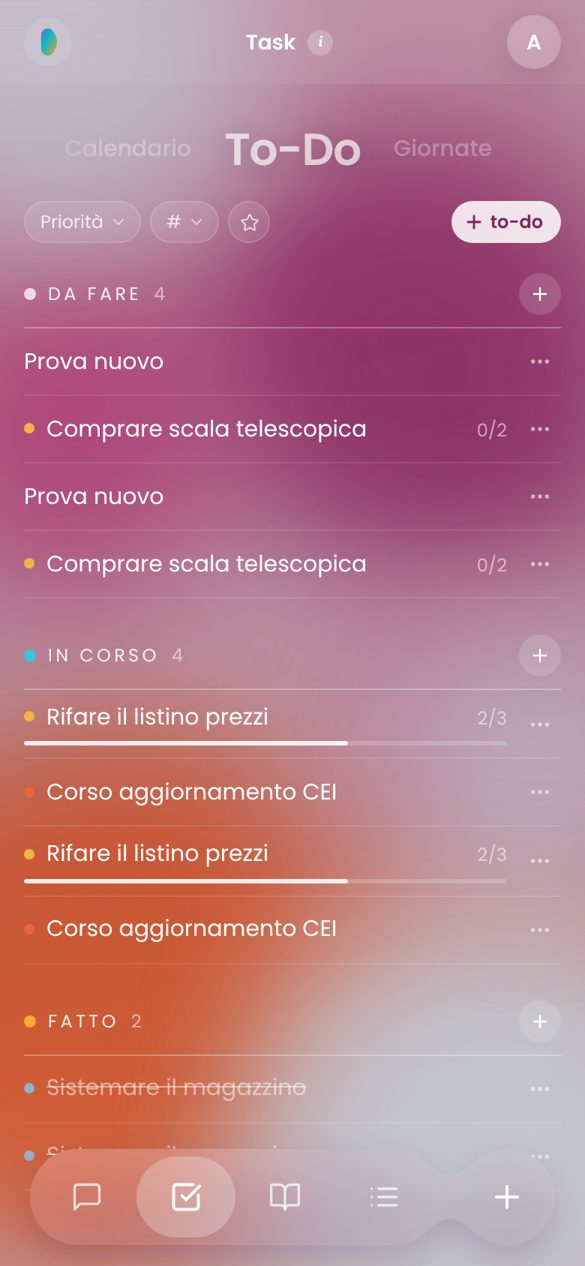 Task i A
Calendario To-Do Giornate
Priorità # + to-do
DA FARE 4 +
Prova nuovo ...
Comprare scala telescopica 0/2 ...
Prova nuovo ...
Comprare scala telescopica 0/2 ...
IN CORSO 4 +
Rifare il listino prezzi 2/3 ...
Corso aggiornamento CEI ...
Rifare il listino prezzi 2/3 ...
Corso aggiornamento CEI ...
FATTO 2 +
Sistemare il magazzino ...